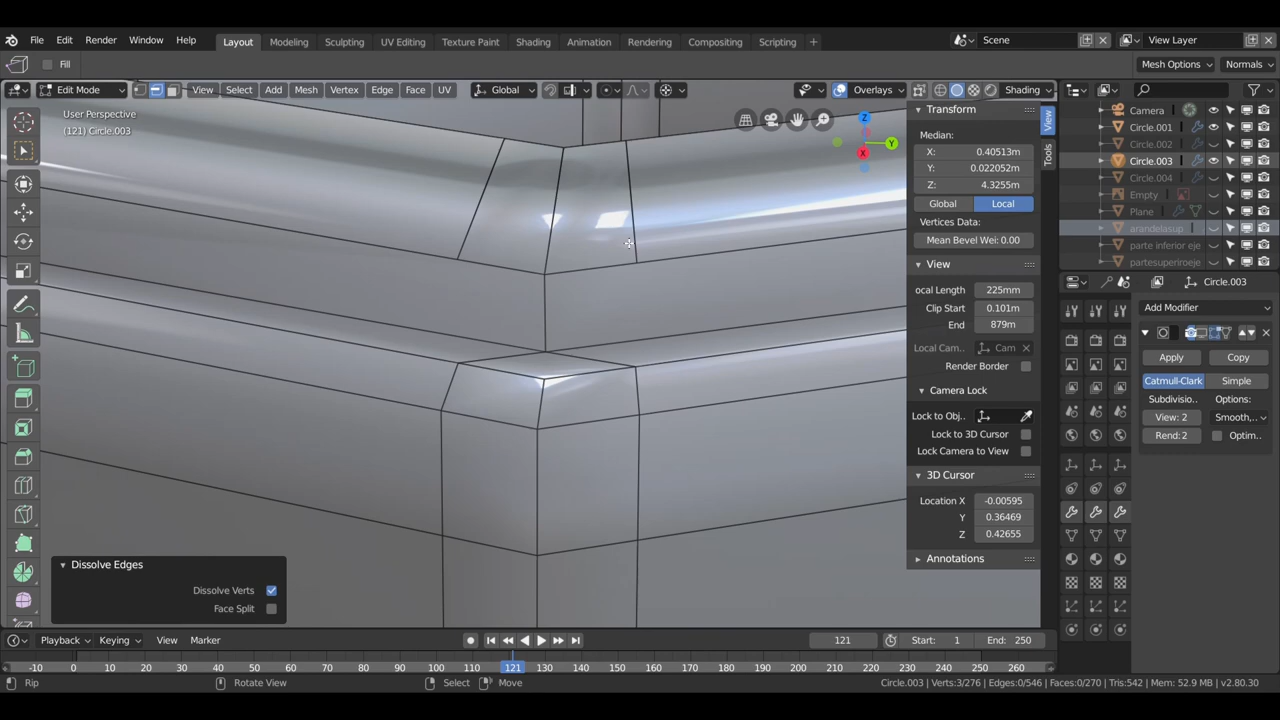 File Edit Render Window Help
Layout Modeling Sculpting UV Editing Texture Paint Shading Animation Rendering Compositing Scripting +
Scene View Layer
Fill
Mesh Options Normals
Edit Mode View Select Add Mesh Vertex Edge Face UV Global Overlays Shading
User Perspective
(121) Circle.003
Z
Y
X
Transform
Median:
X: 0.40513m
Y: 0.022052m
Z: 4.3255m
Global Local
Vertices Data:
Mean Bevel Wei: 0.00
View
ocal Length 225mm
Clip Start 0.101m
End 879m
Local Cam.. Cam
Render Border
Camera Lock
Lock to Obj..
Lock to 3D Cursor
Lock Camera to View
3D Cursor
Location X -0.00595
Y 0.36469
Z 0.42655
Annotations
View
Tools
Camera
Circle.001
Circle.002
Circle.003
Circle.004
Empty
Plane
arandelasup
parte inferior eje
partesuperiroeje
Circle.003
Add Modifier
Apply Copy
Catmull-Clark Simple
Subdivisio.. Options:
View: 2 Smooth,..
Rend: 2 Optim..
Dissolve Edges
Dissolve Verts
Face Split
Playback Keying View Marker 121 Start: 1 End: 250
-10 0 10 20 30 40 50 60 70 80 90 100 110 121 130 140 150 160 170 180 190 200 210 220 230 240 250 260
Rip Rotate View Select Move Circle.003 | Verts:3/276 | Edges:0/546 | Faces:0/270 | Tris:542 | Mem: 52.9 MB | v2.80.30